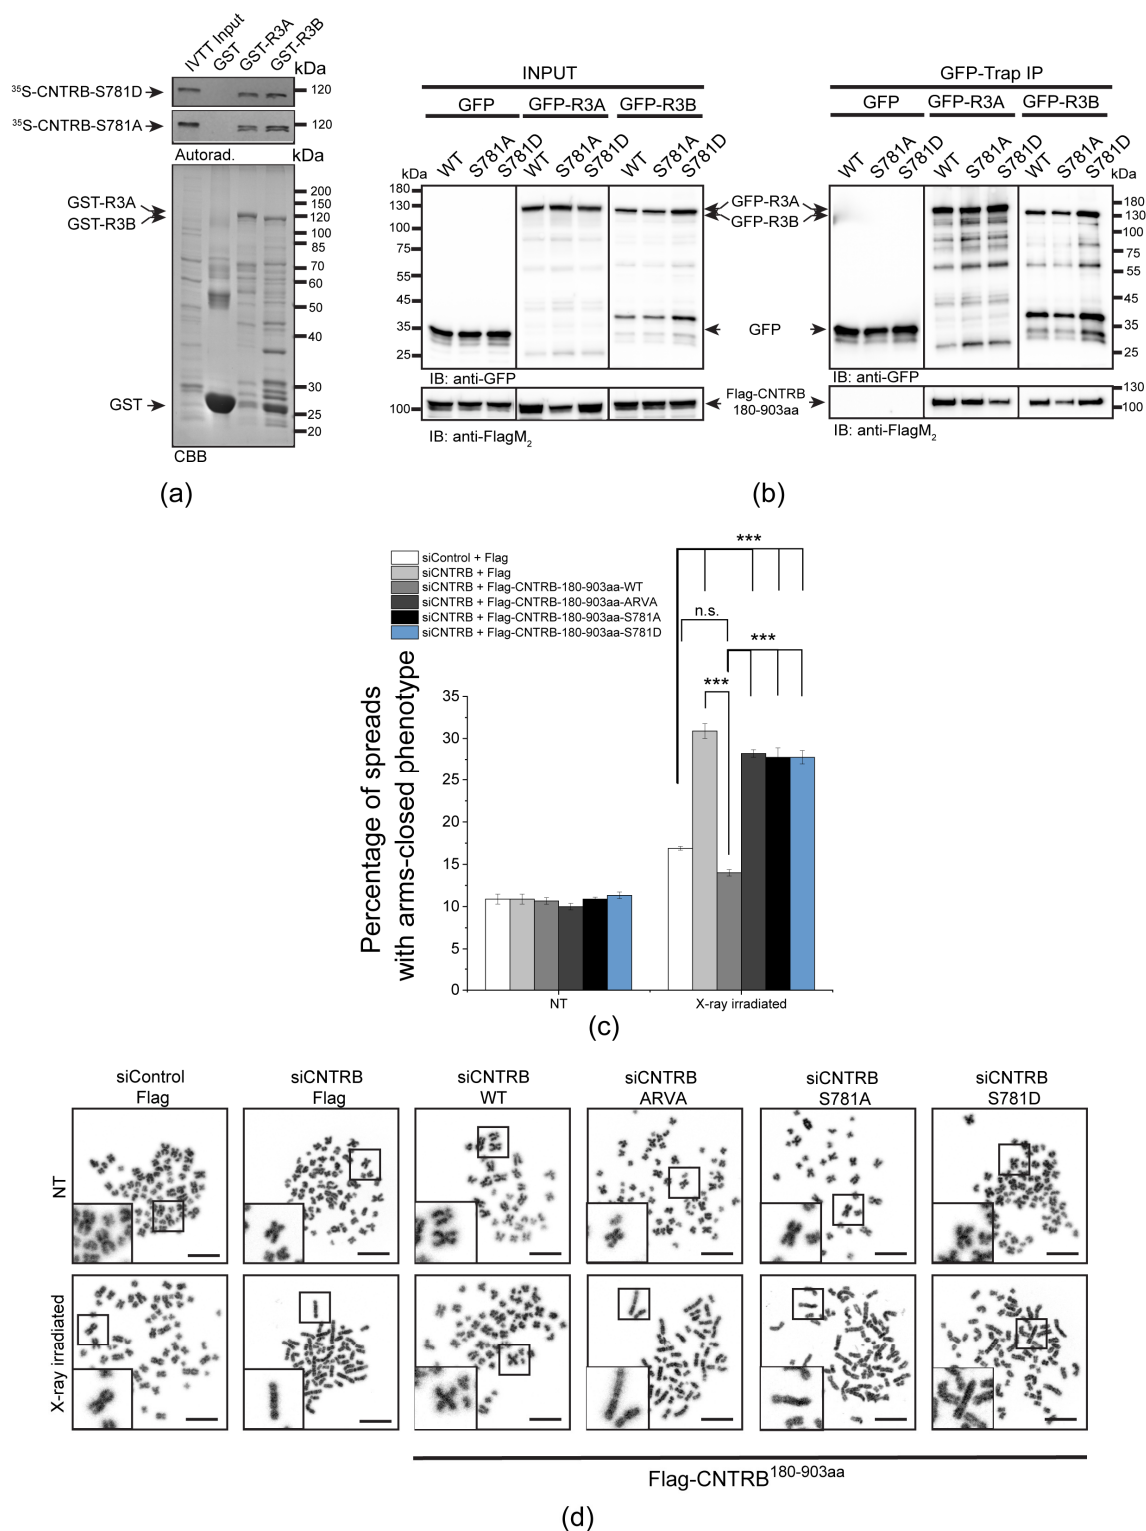 IVTT Input
GST
GST-R3A
GST-R3B
kDa
³⁵S-CNTRB-S781D
120
³⁵S-CNTRB-S781A
120
Autorad.
kDa
GST-R3A
GST-R3B
200
150
120
100
85
70
60
50
40
30
25
20
GST
CBB
(a)
INPUT
GFP-Trap IP
GFP GFP-R3A GFP-R3B
GFP GFP-R3A GFP-R3B
WT S781A S781D WT S781A S781D WT S781A S781D
WT S781A S781D WT S781A S781D WT S781A S781D
kDa
kDa
180
130
100
75
55
45
35
25
GFP-R3A
GFP-R3B
GFP
180
130
100
75
55
45
35
25
IB: anti-GFP
IB: anti-GFP
100
Flag-CNTRB
180-903aa
130
100
IB: anti-FlagM₂
IB: anti-FlagM₂
(b)
siControl + Flag
siCNTRB + Flag
siCNTRB + Flag-CNTRB-180-903aa-WT
siCNTRB + Flag-CNTRB-180-903aa-ARVA
siCNTRB + Flag-CNTRB-180-903aa-S781A
siCNTRB + Flag-CNTRB-180-903aa-S781D
***
n.s.
***
***
Percentage of spreads
with arms-closed phenotype
35
30
25
20
15
10
5
0
NT
X-ray irradiated
(c)
siControl
Flag
siCNTRB
Flag
siCNTRB
WT
siCNTRB
ARVA
siCNTRB
S781A
siCNTRB
S781D
NT
X-ray irradiated
Flag-CNTRB¹⁸⁰⁻⁹⁰³ᵃᵃ
(d)